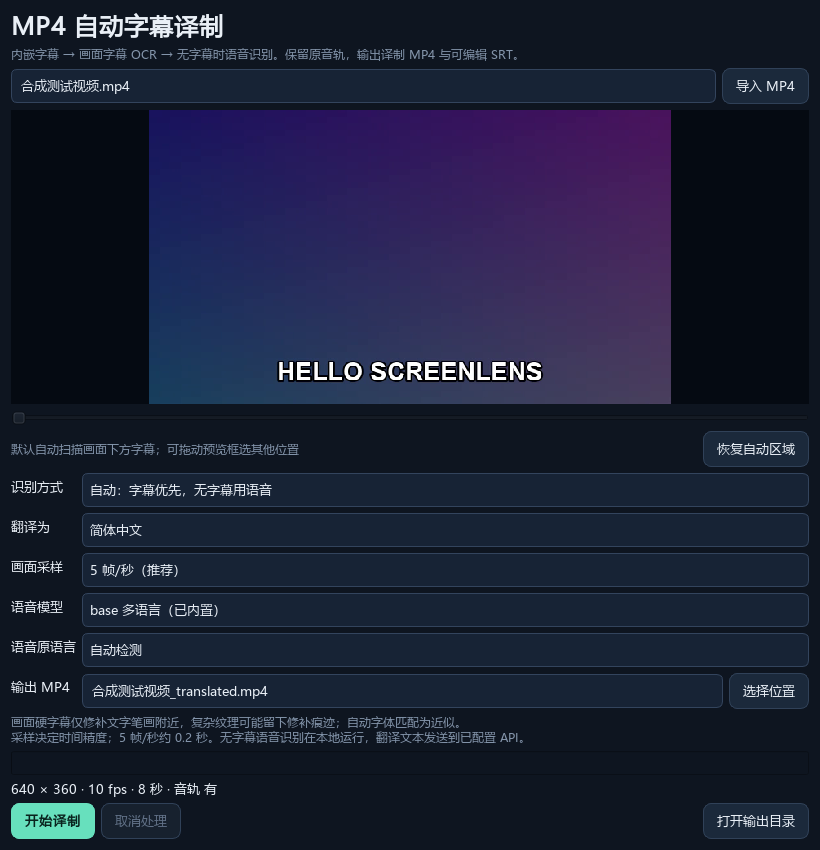 MP4 自动字幕译制
内嵌字幕 → 画面字幕 OCR → 无字幕时语音识别。保留原音轨，输出译制 MP4 与可编辑 SRT。
合成测试视频.mp4 导入 MP4
HELLO SCREENLENS
默认自动扫描画面下方字幕；可拖动预览框选其他位置 恢复自动区域
识别方式 自动：字幕优先，无字幕用语音
翻译为 简体中文
画面采样 5 帧/秒（推荐）
语音模型 base 多语言（已内置）
语音原语言 自动检测
输出 MP4 合成测试视频_translated.mp4 选择位置
画面硬字幕仅修补文字笔画附近，复杂纹理可能留下修补痕迹；自动字体匹配为近似。
采样决定时间精度；5 帧/秒约 0.2 秒。无字幕语音识别在本地运行，翻译文本发送到已配置 API。
640 × 360 · 10 fps · 8 秒 · 音轨 有
开始译制 取消处理 打开输出目录